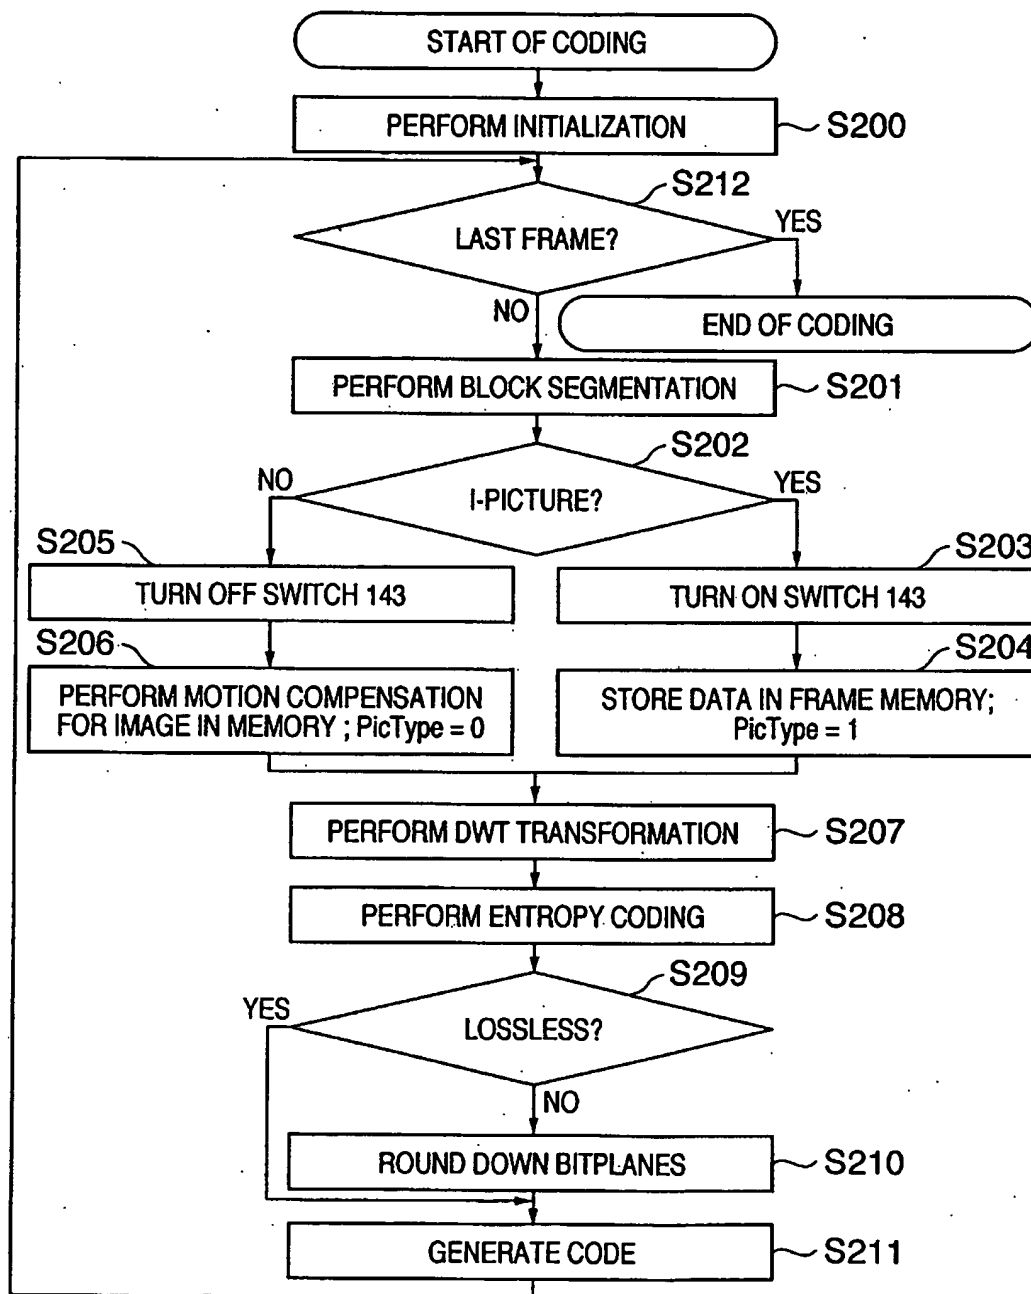 START OF CODING
PERFORM INITIALIZATION
S200
S212
LAST FRAME?
YES
NO
END OF CODING
PERFORM BLOCK SEGMENTATION
S201
S202
NO
I-PICTURE?
YES
S205
S203
TURN OFF SWITCH 143
TURN ON SWITCH 143
S206
S204
PERFORM MOTION COMPENSATION
FOR IMAGE IN MEMORY ; PicType = 0
STORE DATA IN FRAME MEMORY;
PicType = 1
PERFORM DWT TRANSFORMATION
S207
PERFORM ENTROPY CODING
S208
S209
YES
LOSSLESS?
NO
ROUND DOWN BITPLANES
S210
GENERATE CODE
S211